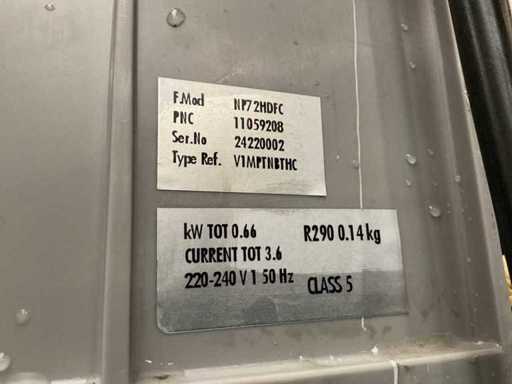 F.Mod NP72HDFC
PNC 11059208
Ser.No 24220002
Type Ref. V1MPTNBTHC
kW TOT 0.66 R290 0.14 kg
CURRENT TOT 3.6
220-240 V 1 50 Hz CLASS 5